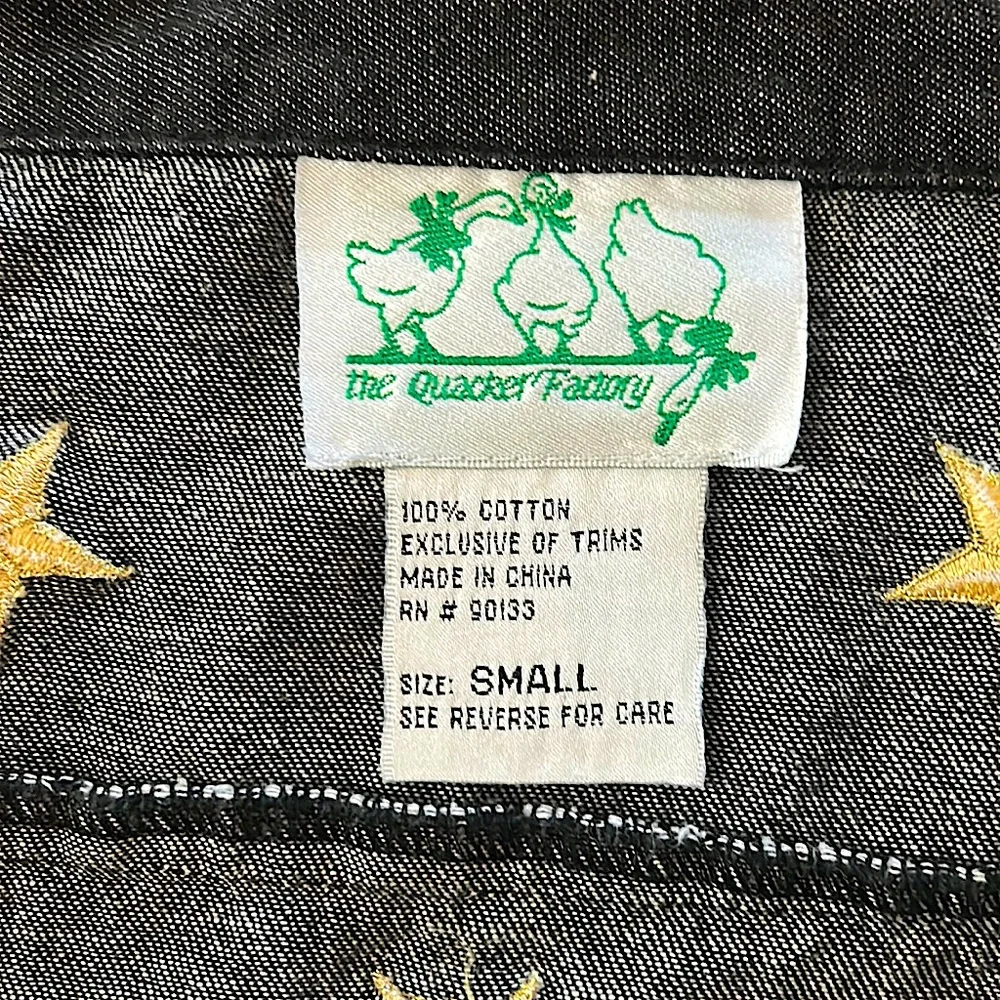 the Quacker Factory
100% COTTON
EXCLUSIVE OF TRIMS
MADE IN CHINA
RN # 90133
SIZE: SMALL
SEE REVERSE FOR CARE